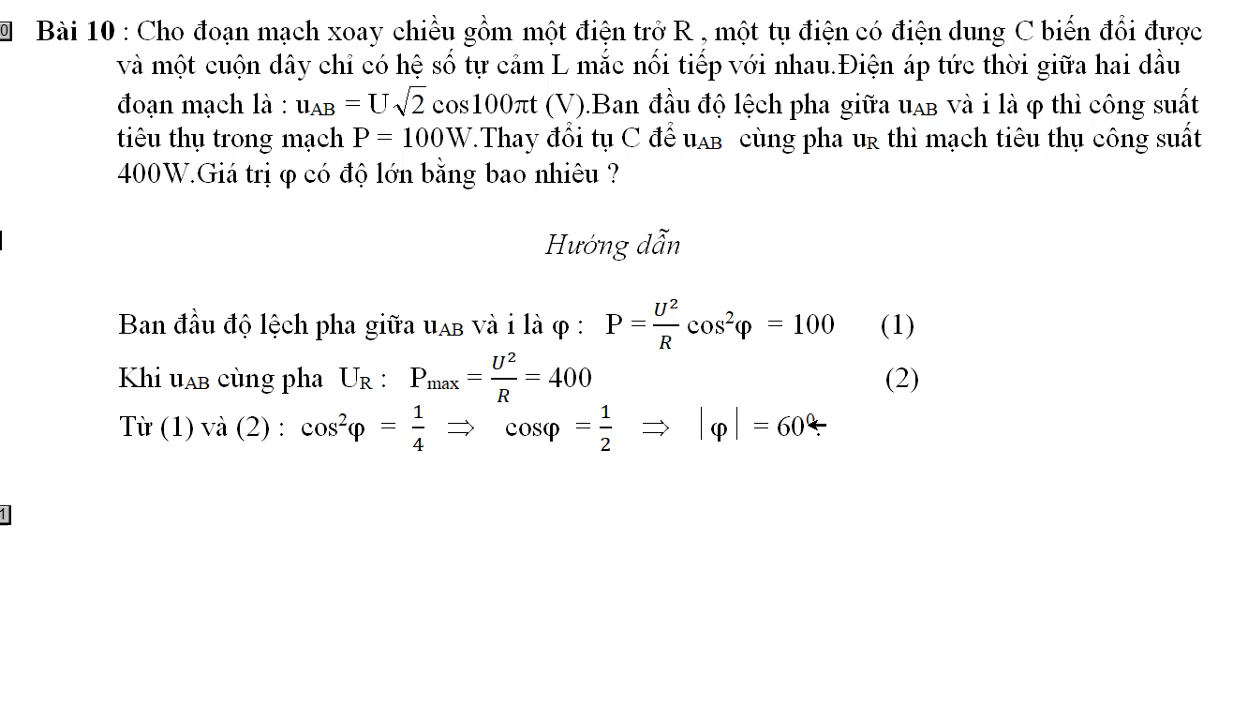 0
Bài 10 : Cho đoạn mạch xoay chiều gồm một điện trở R , một tụ điện có điện dung C biến đổi được
và một cuộn dây chỉ có hệ số tự cảm L mắc nối tiếp với nhau.Điện áp tức thời giữa hai đầu
đoạn mạch là : uAB = U√2 cos100πt (V).Ban đầu độ lệch pha giữa uAB và i là φ thì công suất
tiêu thụ trong mạch P = 100W.Thay đổi tụ C để uAB cùng pha uR thì mạch tiêu thụ công suất
400W.Giá trị φ có độ lớn bằng bao nhiêu ?
Hướng dẫn
Ban đầu độ lệch pha giữa uAB và i là φ : P = U²/R cos²φ = 100 (1)
Khi uAB cùng pha UR : Pmax = U²/R = 400 (2)
Từ (1) và (2) : cos²φ = 1/4 ⇒ cosφ = 1/2 ⇒ |φ| = 60⁰.
1